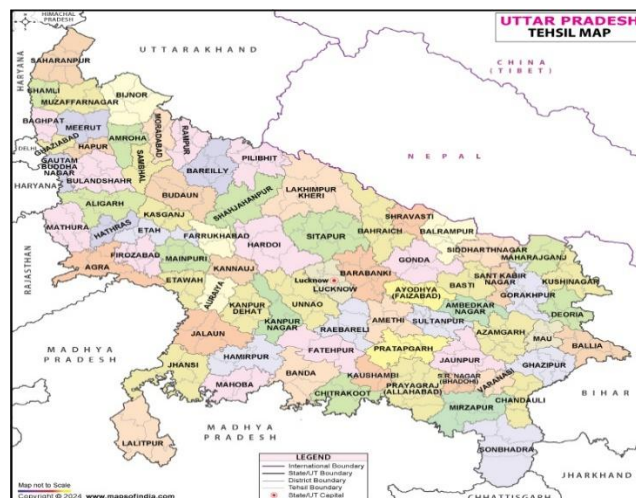 UTTAR PRADESH
TEHSIL MAP
HIMACHAL
PRADESH
UTTARAKHAND
HARYANA
CHINA
(TIBET)
NEPAL
DELHI
HARYANA
RAJASTHAN
MADHYA
PRADESH
MADHYA
PRADESH
BIHAR
JHARKHAND
CHHATTISGARH
SAHARANPUR
SHAMLI
MUZAFFARNAGAR
BIJNOR
BAGHPAT
MEERUT
GHAZIABAD
HAPUR
AMROHA
MORADABAD
RAMPUR
SAMBHAL
GAUTAM
BUDDHA
NAGAR
BULANDSHAHR
BAREILLY
PILIBHIT
BUDAUN
SHAHJAHANPUR
LAKHIMPUR
KHERI
ALIGARH
KASGANJ
MATHURA
HATHRAS
ETAH
FARRUKHABAD
HARDOI
SITAPUR
BAHRAICH
SHRAVASTI
BALRAMPUR
SIDDHARTHNAGAR
MAHARAJGANJ
AGRA
FIROZABAD
MAINPURI
KANNAUJ
ETAWAH
AURAIYA
KANPUR
DEHAT
KANPUR
NAGAR
UNNAO
Lucknow
LUCKNOW
BARABANKI
GONDA
AYODHYA
(FAIZABAD)
BASTI
SANT KABIR
NAGAR
GORAKHPUR
KUSHINAGAR
DEORIA
AMBEDKAR
NAGAR
JALAUN
HAMIRPUR
RAEBARELI
AMETHI
SULTANPUR
AZAMGARH
MAU
BALLIA
JHANSI
MAHOBA
FATEHPUR
BANDA
PRATAPGARH
JAUNPUR
GHAZIPUR
KAUSHAMBI
CHITRAKOOT
PRAYAGRAJ
(ALLAHABAD)
S.R. NAGAR
(BHADOHI)
VARANASI
CHANDAULI
MIRZAPUR
SONBHADRA
LALITPUR
LEGEND
International Boundary
State/UT Boundary
District Boundary
Tehsil Boundary
State/UT Capital
Map not to Scale
Copyright © 2024 www.mapsofindia.com